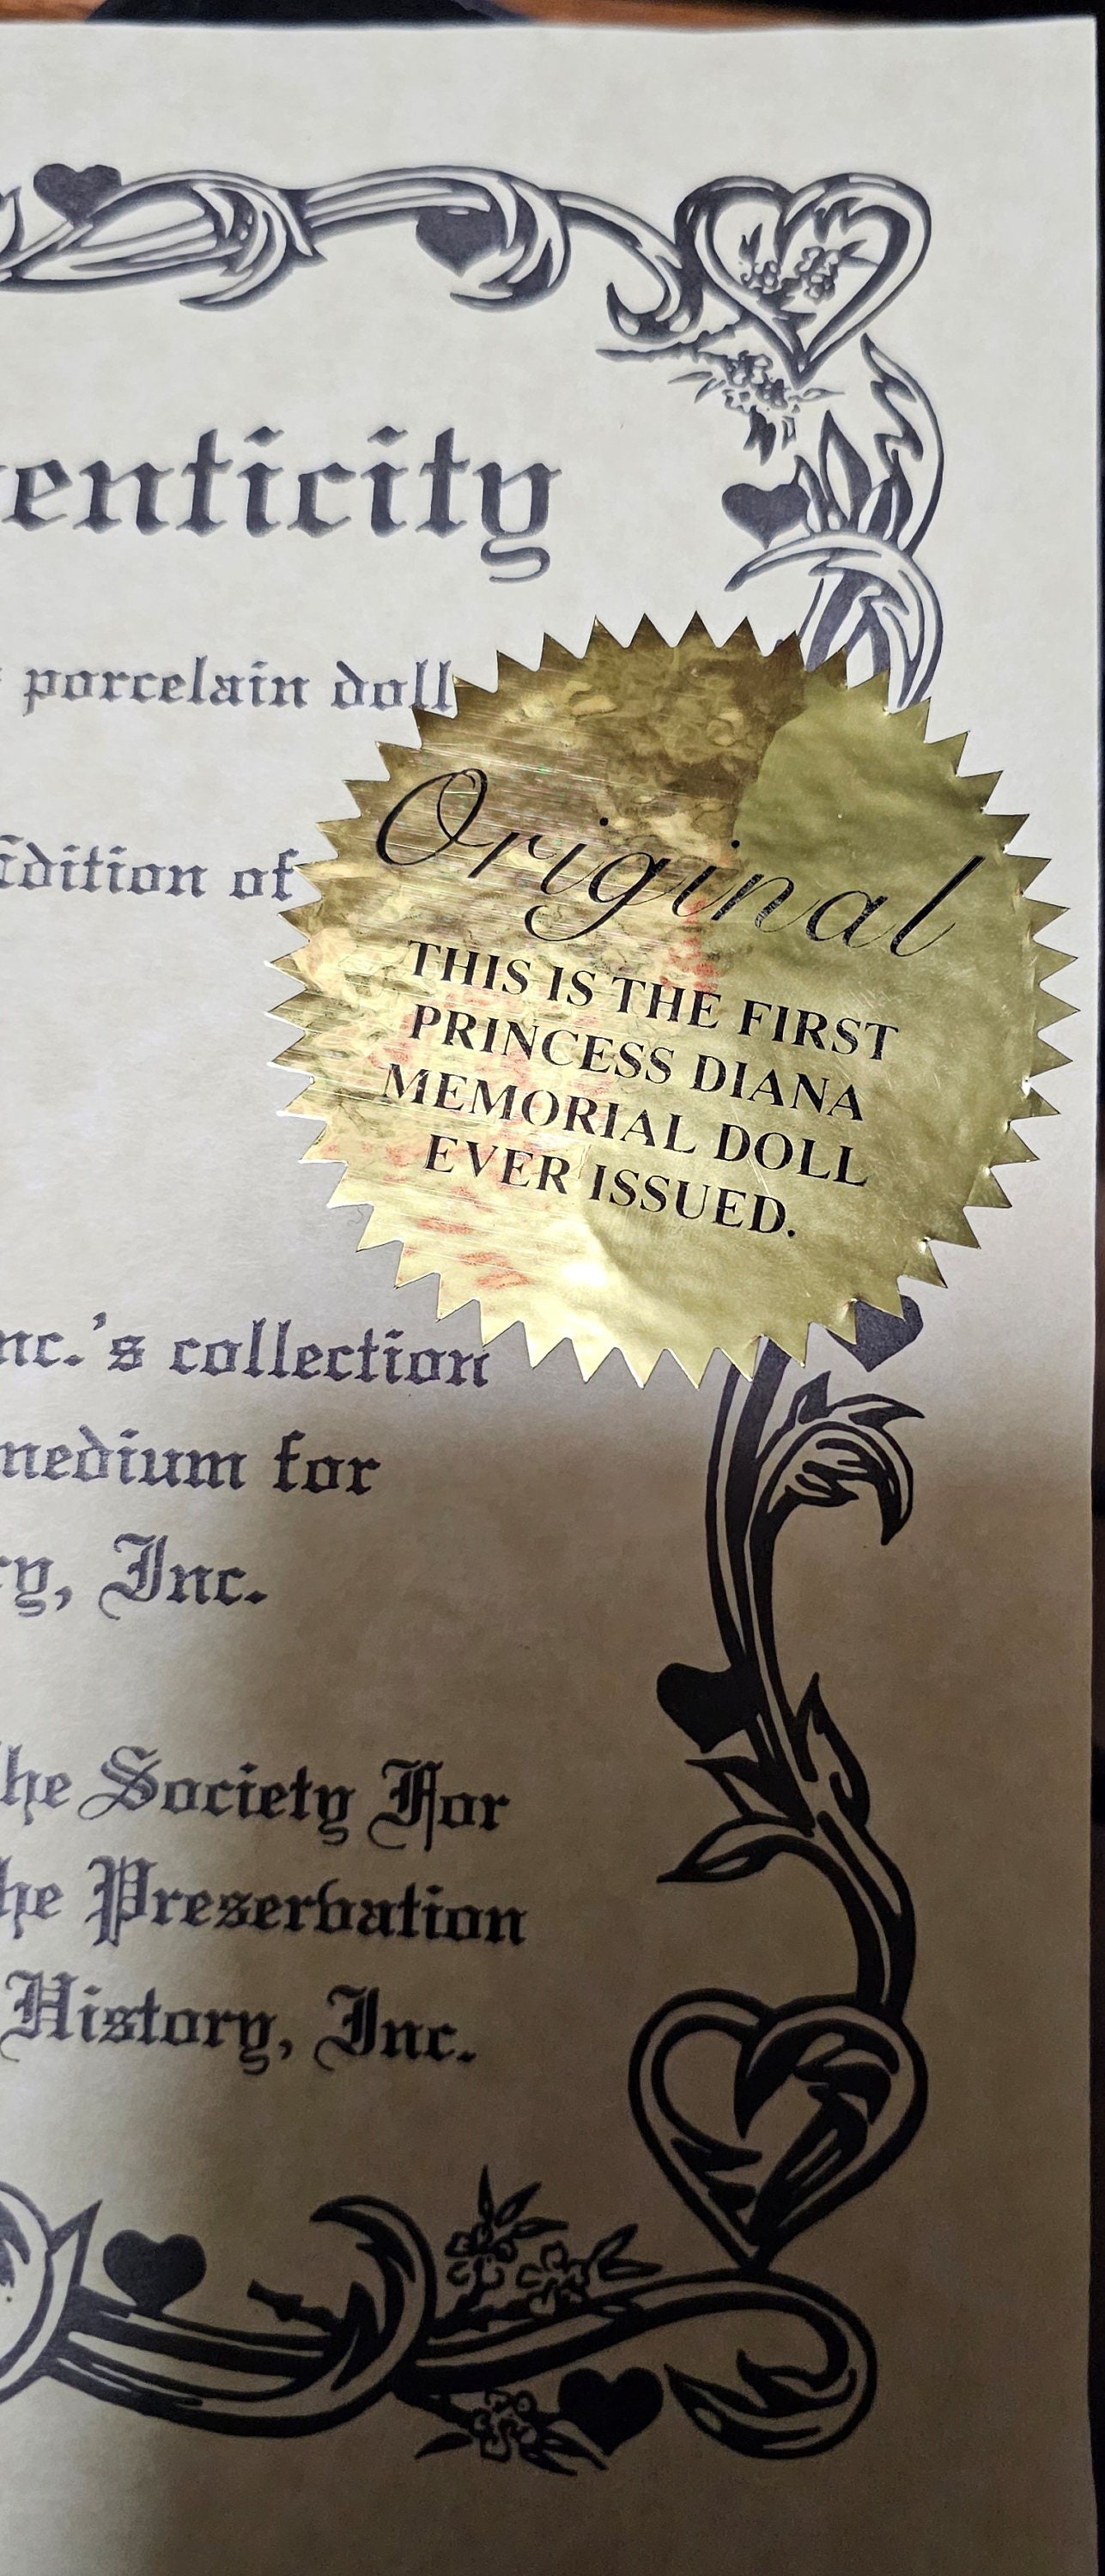 enticity
porcelain doll
Edition of
Original
THIS IS THE FIRST
PRINCESS DIANA
MEMORIAL DOLL
EVER ISSUED.
nc.'s collection
medium for
ry, Inc.
he Society For
he Preservation
History, Inc.